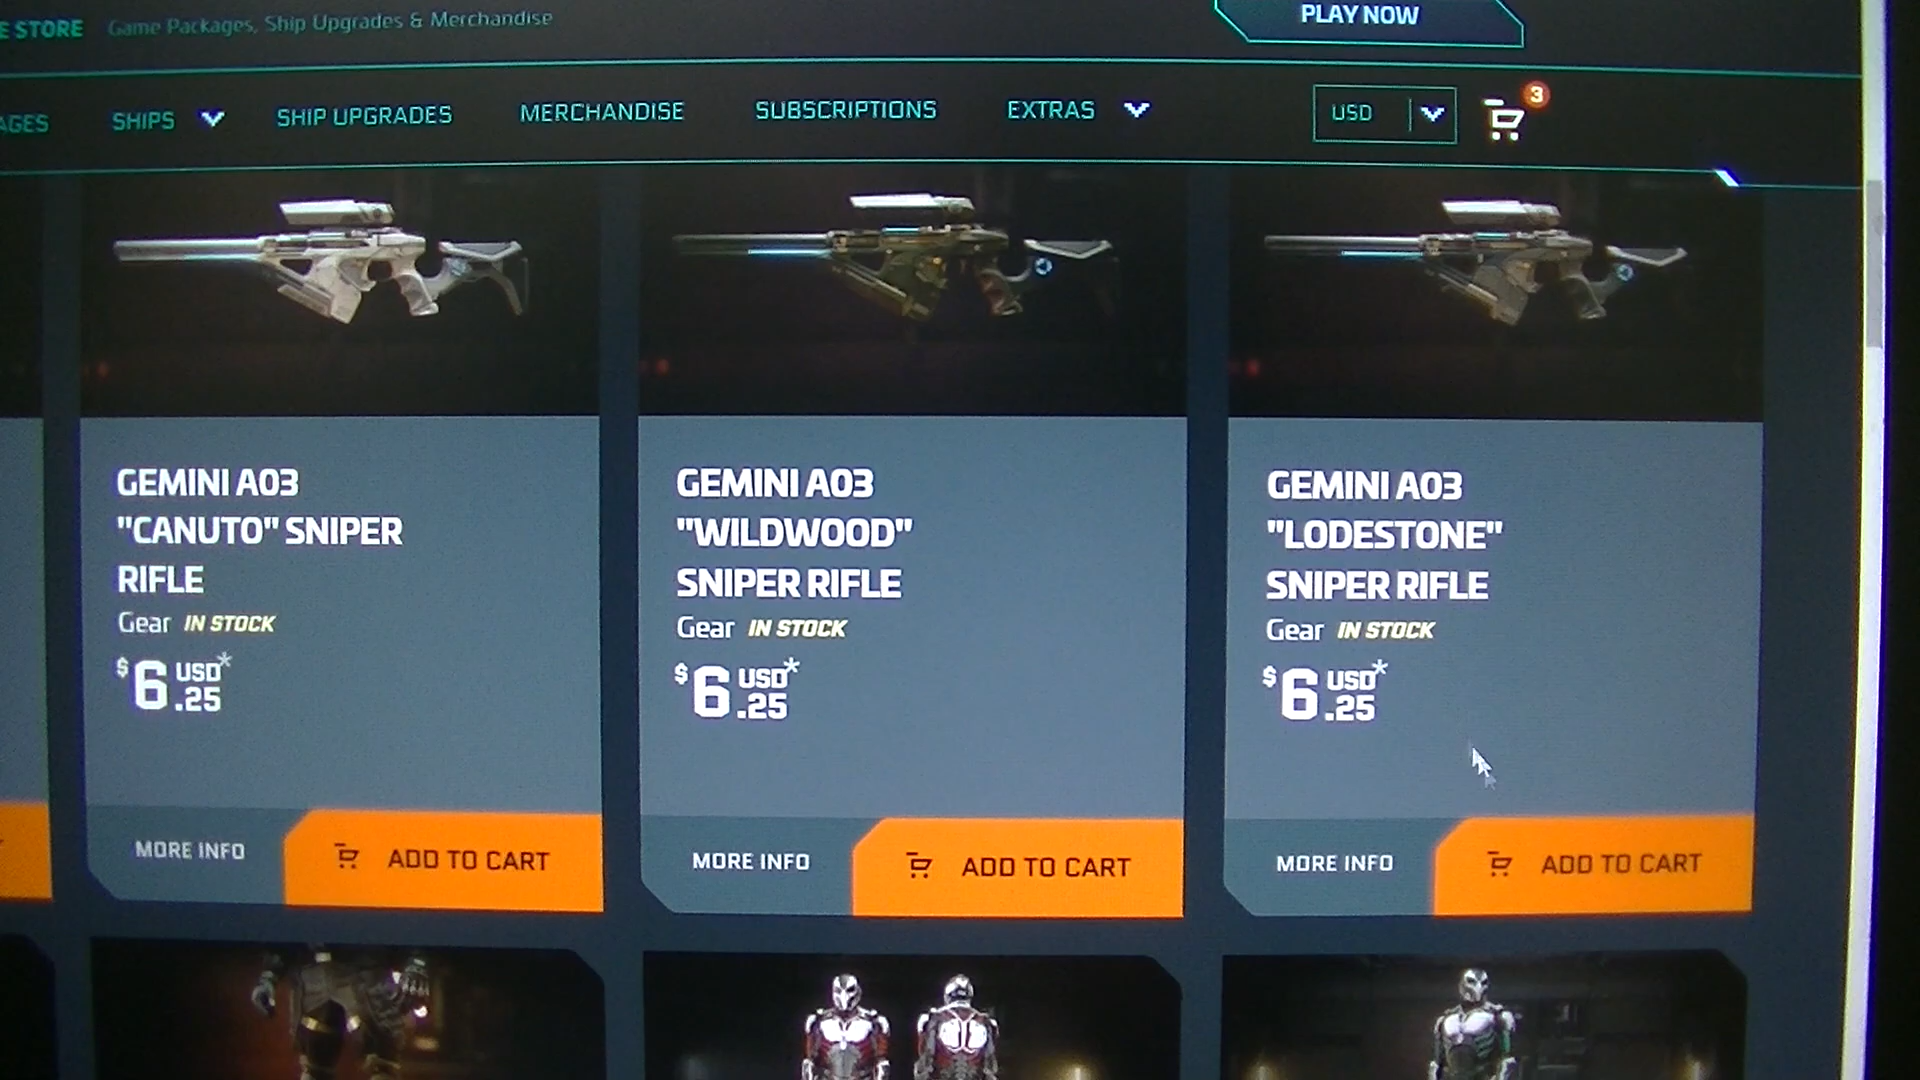 E STORE Game Packages, Ship Upgrades & Merchandise
PLAY NOW
AGES SHIPS SHIP UPGRADES MERCHANDISE SUBSCRIPTIONS EXTRAS USD 3
GEMINI A03
"CANUTO" SNIPER
RIFLE
Gear IN STOCK
$6.25 USD*
MORE INFO ADD TO CART
GEMINI A03
"WILDWOOD"
SNIPER RIFLE
Gear IN STOCK
$6.25 USD*
MORE INFO ADD TO CART
GEMINI A03
"LODESTONE"
SNIPER RIFLE
Gear IN STOCK
$6.25 USD*
MORE INFO ADD TO CART